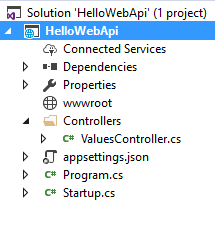 Solution 'HelloWebApi' (1 project)
HelloWebApi
Connected Services
Dependencies
Properties
wwwroot
Controllers
C# ValuesController.cs
appsettings.json
C# Program.cs
C# Startup.cs